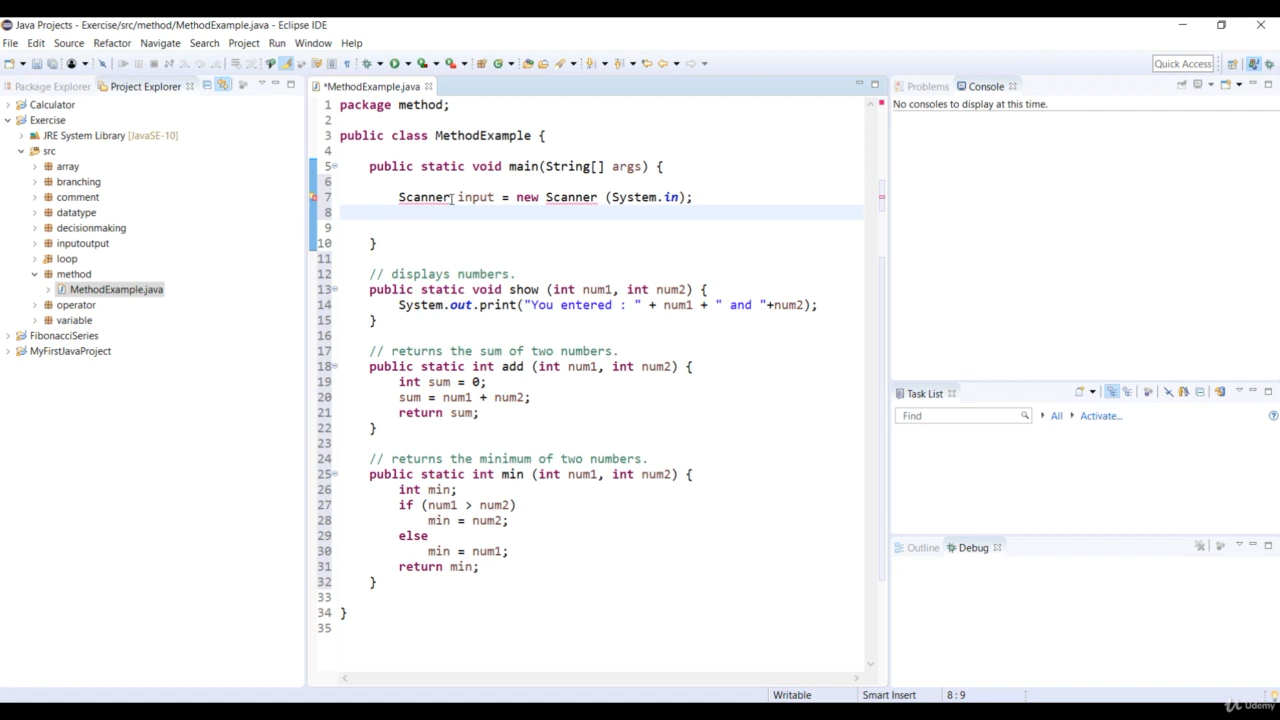 Java Projects - Exercise/src/method/MethodExample.java - Eclipse IDE
File Edit Source Refactor Navigate Search Project Run Window Help
Quick Access
Package Explorer Project Explorer
*MethodExample.java
Problems Console
Calculator
Exercise
JRE System Library [JavaSE-10]
src
array
branching
comment
datatype
decisionmaking
inputoutput
loop
method
MethodExample.java
operator
variable
FibonacciSeries
MyFirstJavaProject
1 package method;
2
3 public class MethodExample {
4
5 public static void main(String[] args) {
6
7 Scanner input = new Scanner (System.in);
8
9
10 }
11
12 // displays numbers.
13 public static void show (int num1, int num2) {
14 System.out.print("You entered : " + num1 + " and "+num2);
15 }
16
17 // returns the sum of two numbers.
18 public static int add (int num1, int num2) {
19 int sum = 0;
20 sum = num1 + num2;
21 return sum;
22 }
23
24 // returns the minimum of two numbers.
25 public static int min (int num1, int num2) {
26 int min;
27 if (num1 > num2)
28 min = num2;
29 else
30 min = num1;
31 return min;
32 }
33
34 }
35
No consoles to display at this time.
Task List
Find All Activate...
Outline Debug
Writable Smart Insert 8 : 9
Udemy